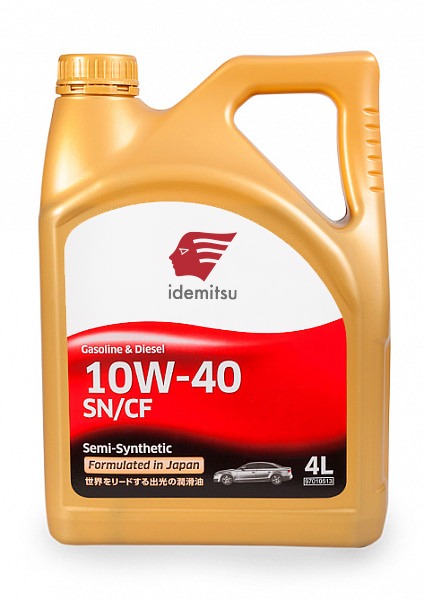 idemitsu
Gasoline & Diesel
10W-40
SN/CF
Semi-Synthetic
Formulated in Japan
世界をリードする出光の潤滑油
4L
97010513